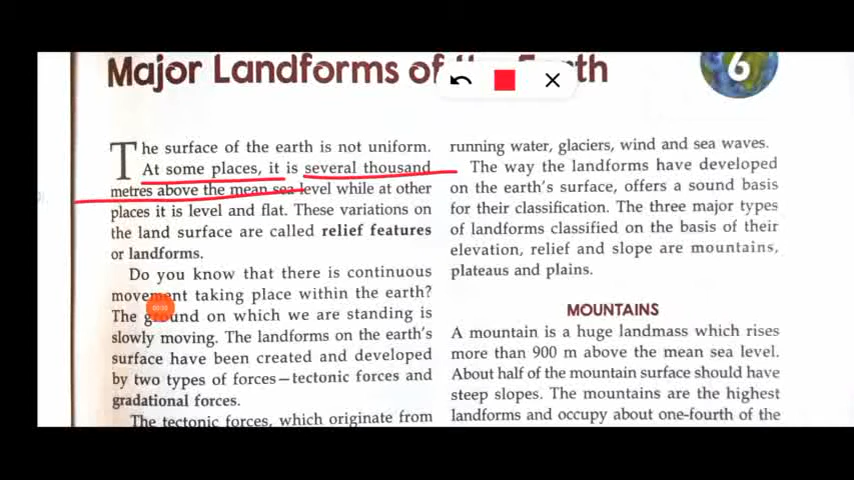 Major Landforms of the Earth
6
The surface of the earth is not uniform.
At some places, it is several thousand
metres above the mean sea level while at other
places it is level and flat. These variations on
the land surface are called relief features
or landforms.
Do you know that there is continuous
movement taking place within the earth?
The ground on which we are standing is
slowly moving. The landforms on the earth's
surface have been created and developed
by two types of forces—tectonic forces and
gradational forces.
The tectonic forces, which originate from
running water, glaciers, wind and sea waves.
The way the landforms have developed
on the earth's surface, offers a sound basis
for their classification. The three major types
of landforms classified on the basis of their
elevation, relief and slope are mountains,
plateaus and plains.
MOUNTAINS
A mountain is a huge landmass which rises
more than 900 m above the mean sea level.
About half of the mountain surface should have
steep slopes. The mountains are the highest
landforms and occupy about one-fourth of the